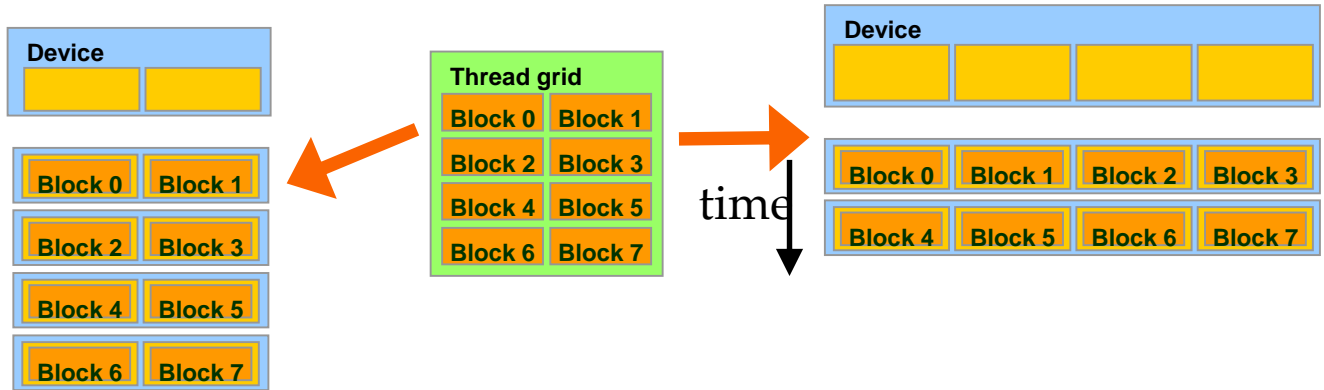 Device
Block 0 Block 1
Block 2 Block 3
Block 4 Block 5
Block 6 Block 7
Thread grid
Block 0 Block 1
Block 2 Block 3
Block 4 Block 5
Block 6 Block 7
time
Device
Block 0 Block 1 Block 2 Block 3
Block 4 Block 5 Block 6 Block 7